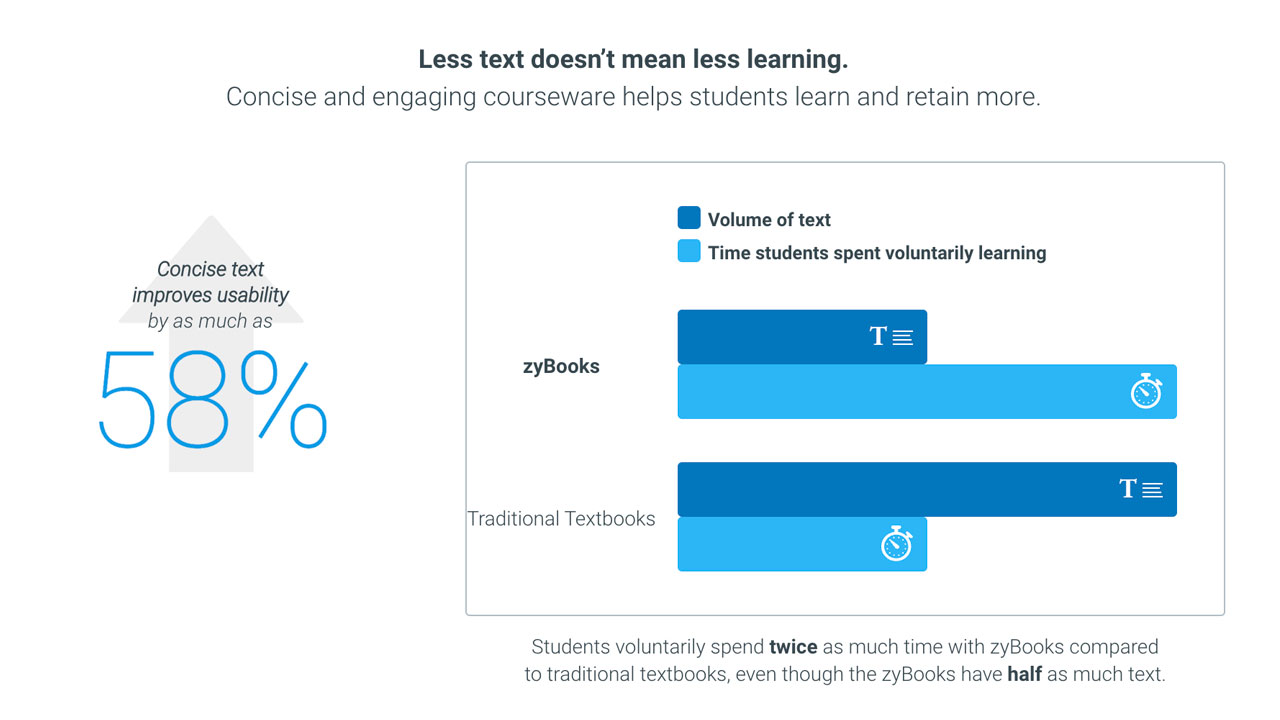 Less text doesn’t mean less learning.
Concise and engaging courseware helps students learn and retain more.
Concise text
improves usability
by as much as
58%
Volume of text
Time students spent voluntarily learning
zyBooks
T
Traditional Textbooks
T
Students voluntarily spend twice as much time with zyBooks compared
to traditional textbooks, even though the zyBooks have half as much text.